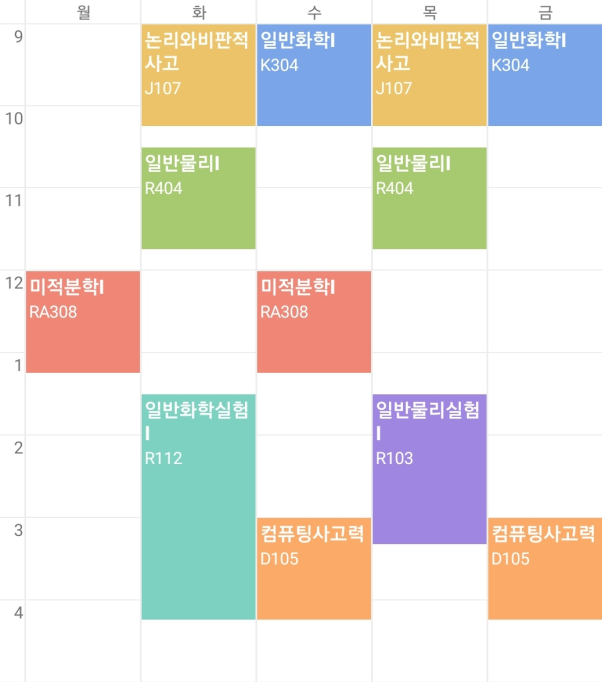 월 화 수 목 금
9
논리와비판적
사고
J107
일반화학I
K304
논리와비판적
사고
J107
일반화학I
K304
10
일반물리I
R404
일반물리I
R404
11
12
미적분학I
RA308
미적분학I
RA308
1
일반화학실험
I
R112
일반물리실험
I
R103
2
3
컴퓨팅사고력
D105
컴퓨팅사고력
D105
4